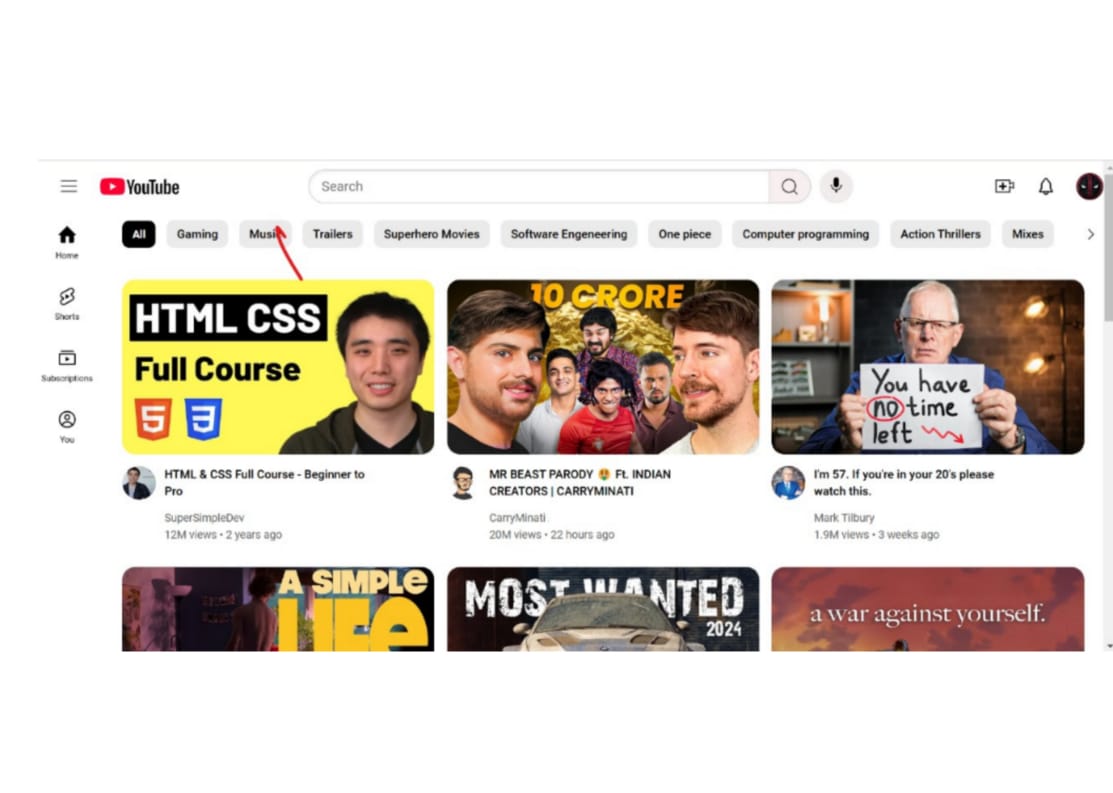 YouTube
Search
All Gaming Music Trailers Superhero Movies Software Engeneering One piece Computer programming Action Thrillers Mixes
Home
Shorts
Subscriptions
You
HTML CSS
Full Course
5 3
HTML & CSS Full Course - Beginner to
Pro
SuperSimpleDev
12M views • 2 years ago
10 CRORE
MR BEAST PARODY 🤑 Ft. INDIAN
CREATORS | CARRYMINATI
CarryMinati
20M views • 22 hours ago
You have
no time
left
I'm 57. If you're in your 20's please
watch this.
Mark Tilbury
1.9M views • 3 weeks ago
A SIMPLE
LIFE
MOST WANTED
2024
a war against yourself.